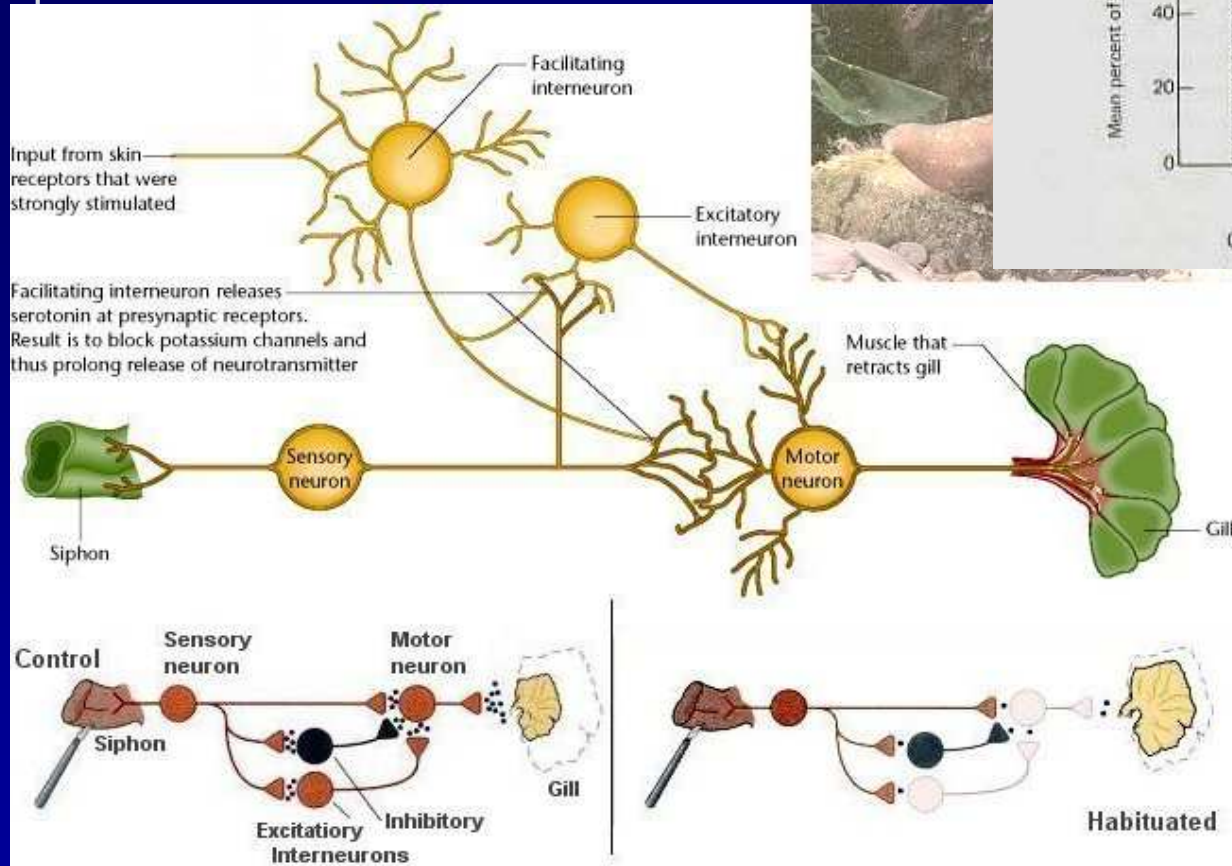 Facilitating
interneuron
Input from skin
receptors that were
strongly stimulated
Excitatory
interneuron
Facilitating interneuron releases
serotonin at presynaptic receptors.
Result is to block potassium channels and
thus prolong release of neurotransmitter
Muscle that
retracts gill
Sensory
neuron
Motor
neuron
Siphon
Gill
Mean percent of
40
20
0
Control
Sensory
neuron
Motor
neuron
Siphon
Gill
Inhibitory
Excitatiory
Interneurons
Habituated